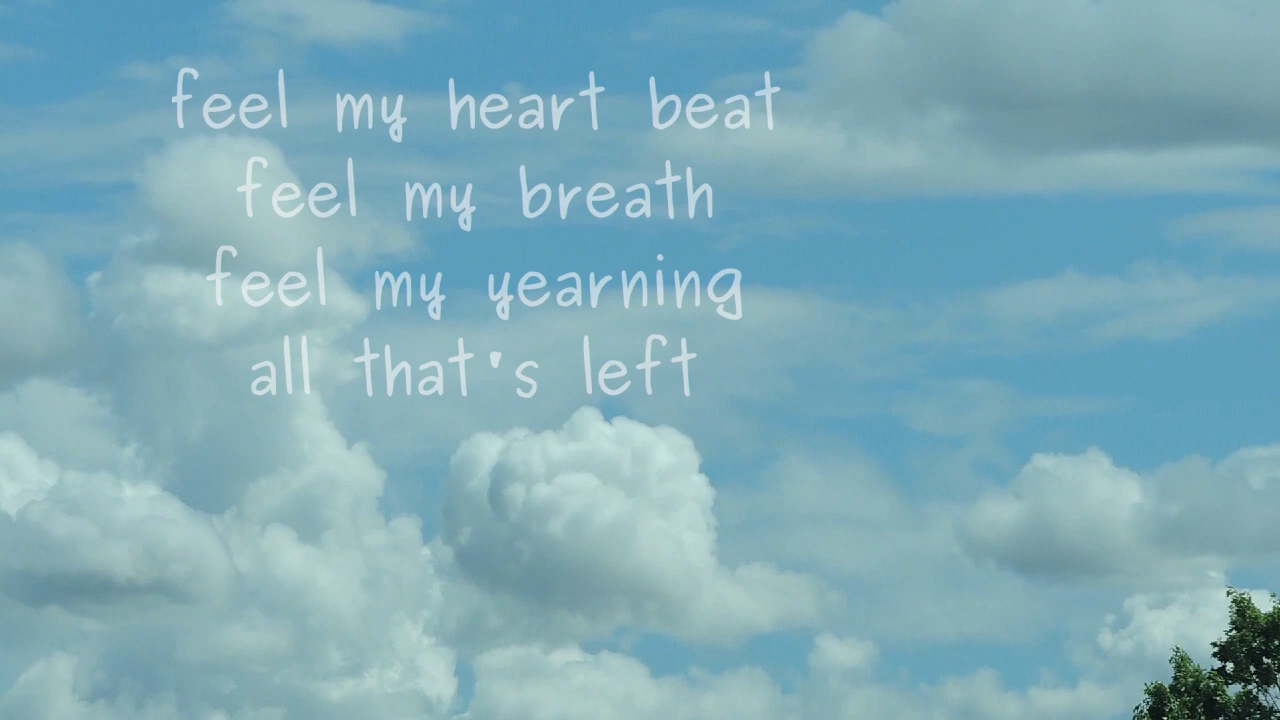 feel my heart beat
feel my breath
feel my yearning
all that's left